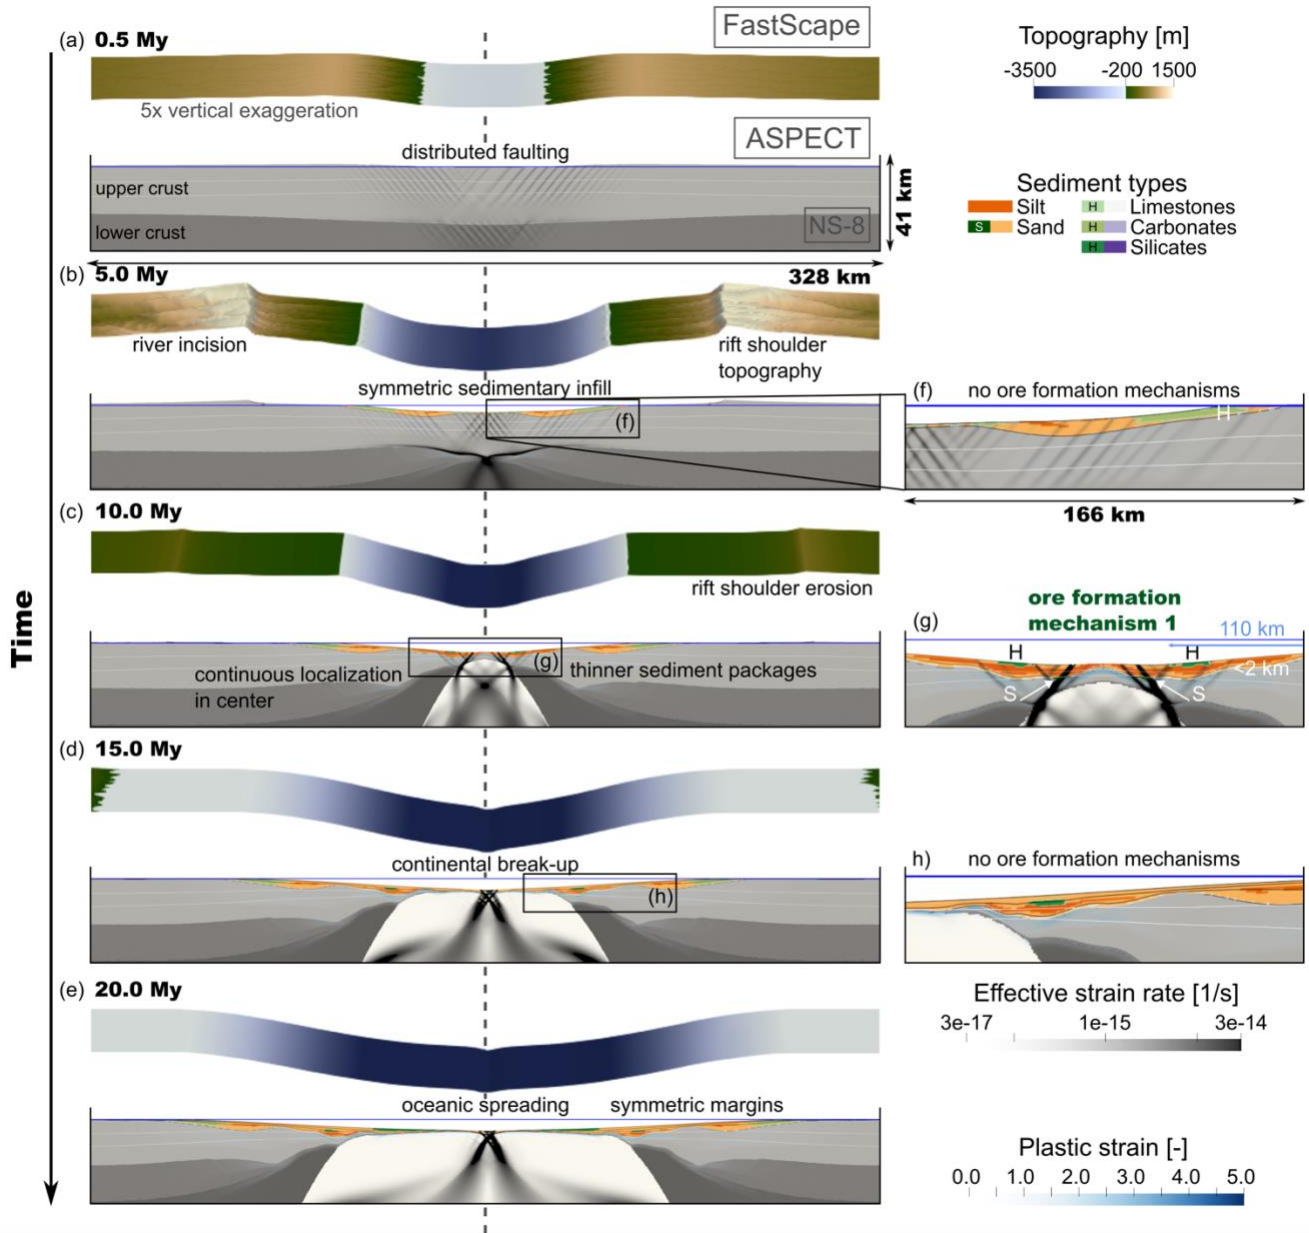 (a) 0.5 My
FastScape
Topography [m]
-3500 -200 1500
5x vertical exaggeration
ASPECT
distributed faulting
upper crust
lower crust
NS-8
41 km
Sediment types
Silt
S Sand
H Limestones
H Carbonates
H Silicates
328 km
(b) 5.0 My
river incision
rift shoulder
topography
symmetric sedimentary infill
(f)
(f) no ore formation mechanisms
H
166 km
Time
(c) 10.0 My
rift shoulder erosion
continuous localization
in center
(g)
thinner sediment packages
ore formation
mechanism 1
(g)
110 km
H H
<2 km
S S
(d) 15.0 My
continental break-up
(h)
h) no ore formation mechanisms
(e) 20.0 My
oceanic spreading symmetric margins
Effective strain rate [1/s]
3e-17 1e-15 3e-14
Plastic strain [-]
0.0 1.0 2.0 3.0 4.0 5.0